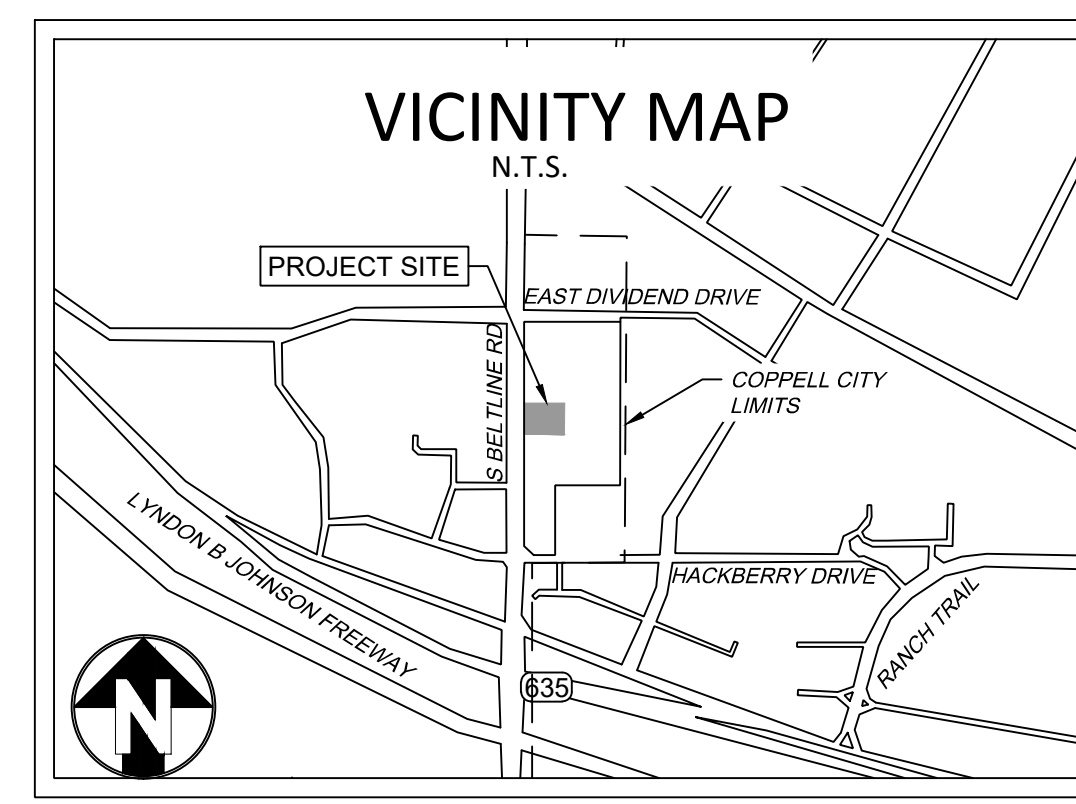 VICINITY MAP
N.T.S.
PROJECT SITE
EAST DIVIDEND DRIVE
S BELTLINE RD
COPPELL CITY
LIMITS
LYNDON B JOHNSON FREEWAY
HACKBERRY DRIVE
RANCH TRAIL
635
N